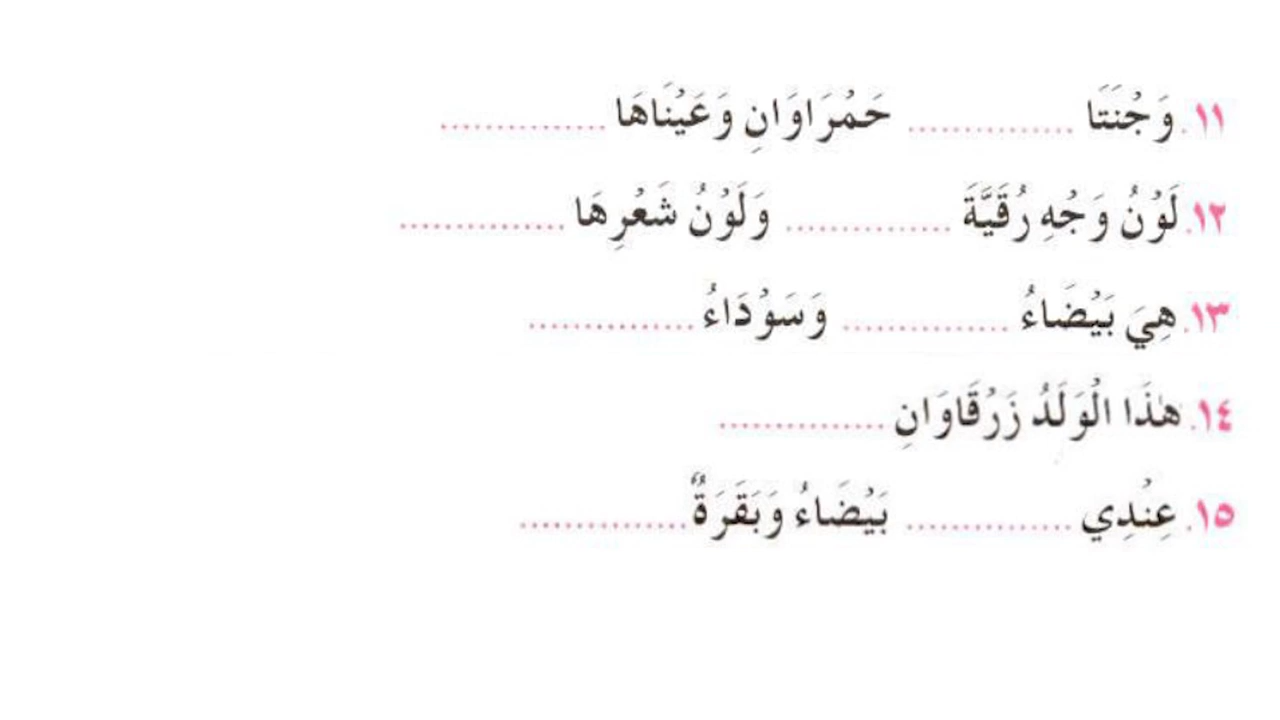 ١١. وَجْنَتَا .................. حَمْرَاوَانِ وَعَيْنَاهَا ..................
١٢. لَوْنُ وَجْهِ رُقَيَّةَ .................. وَلَوْنُ شَعْرِهَا ..................
١٣. هِيَ بَيْضَاءُ .................. وَسَوْدَاءُ ..................
١٤. هٰذَا الْوَلَدُ زَرْقَاوَانِ ..................
١٥. عِنْدِي .................. بَيْضَاءُ وَبَقَرَةٌ ..................